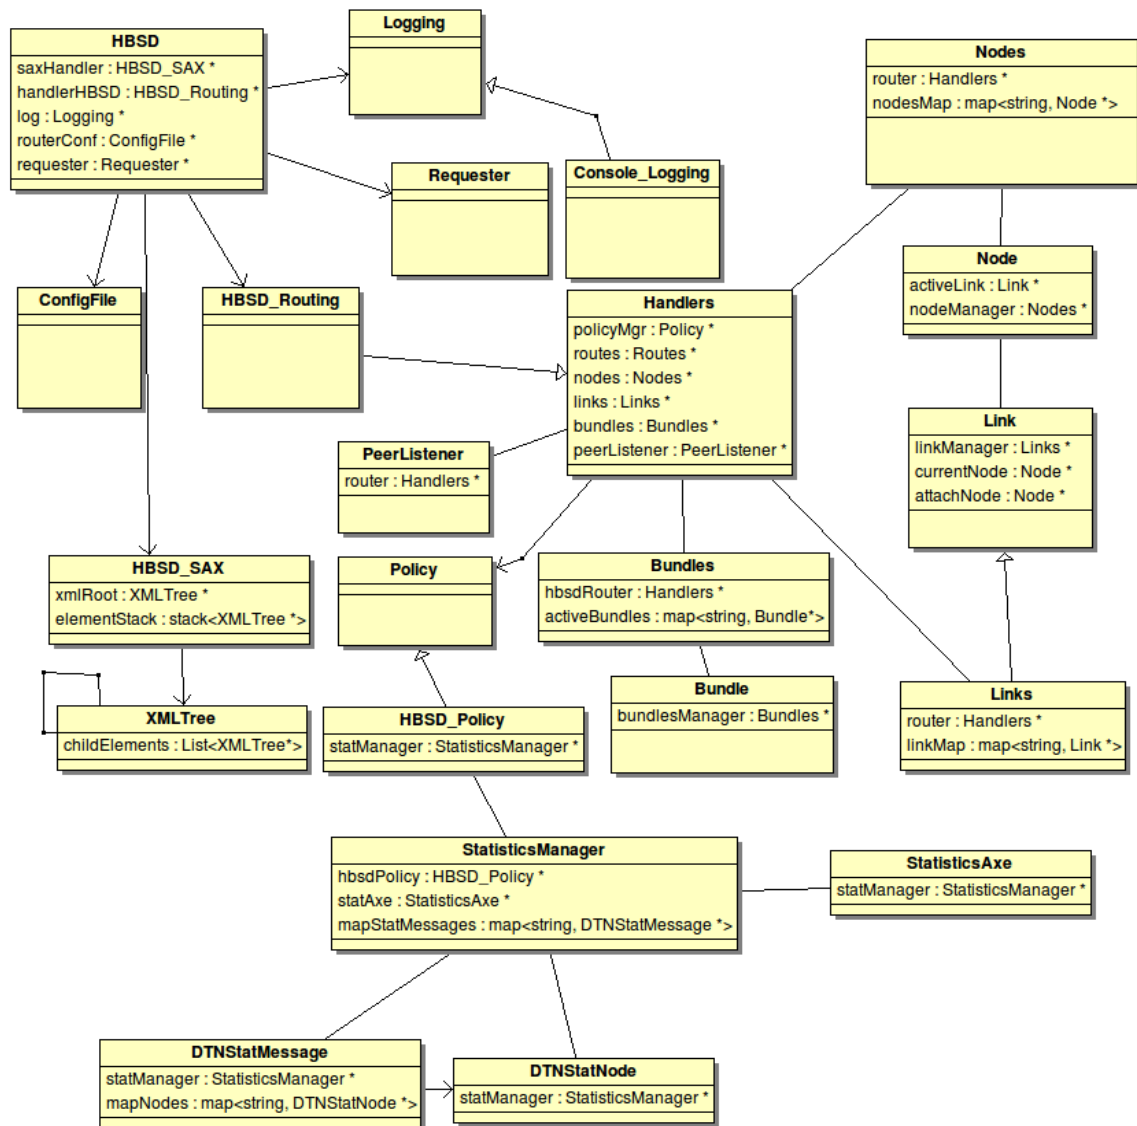 Logging
HBSD
saxHandler : HBSD_SAX *
handlerHBSD : HBSD_Routing *
log : Logging *
routerConf : ConfigFile *
requester : Requester *
Nodes
router : Handlers *
nodesMap : map<string, Node *>
Requester
Console_Logging
Node
activeLink : Link *
nodeManager : Nodes *
ConfigFile
HBSD_Routing
Handlers
policyMgr : Policy *
routes : Routes *
nodes : Nodes *
links : Links *
bundles : Bundles *
peerListener : PeerListener *
Link
linkManager : Links *
currentNode : Node *
attachNode : Node *
PeerListener
router : Handlers *
HBSD_SAX
xmlRoot : XMLTree *
elementStack : stack<XMLTree *>
Policy
Bundles
hbsdRouter : Handlers *
activeBundles : map<string, Bundle*>
Bundle
bundlesManager : Bundles *
Links
router : Handlers *
linkMap : map<string, Link *>
XMLTree
childElements : List<XMLTree*>
HBSD_Policy
statManager : StatisticsManager *
StatisticsManager
hbsdPolicy : HBSD_Policy *
statAxe : StatisticsAxe *
mapStatMessages : map<string, DTNStatMessage *>
StatisticsAxe
statManager : StatisticsManager *
DTNStatMessage
statManager : StatisticsManager *
mapNodes : map<string, DTNStatNode *>
DTNStatNode
statManager : StatisticsManager *